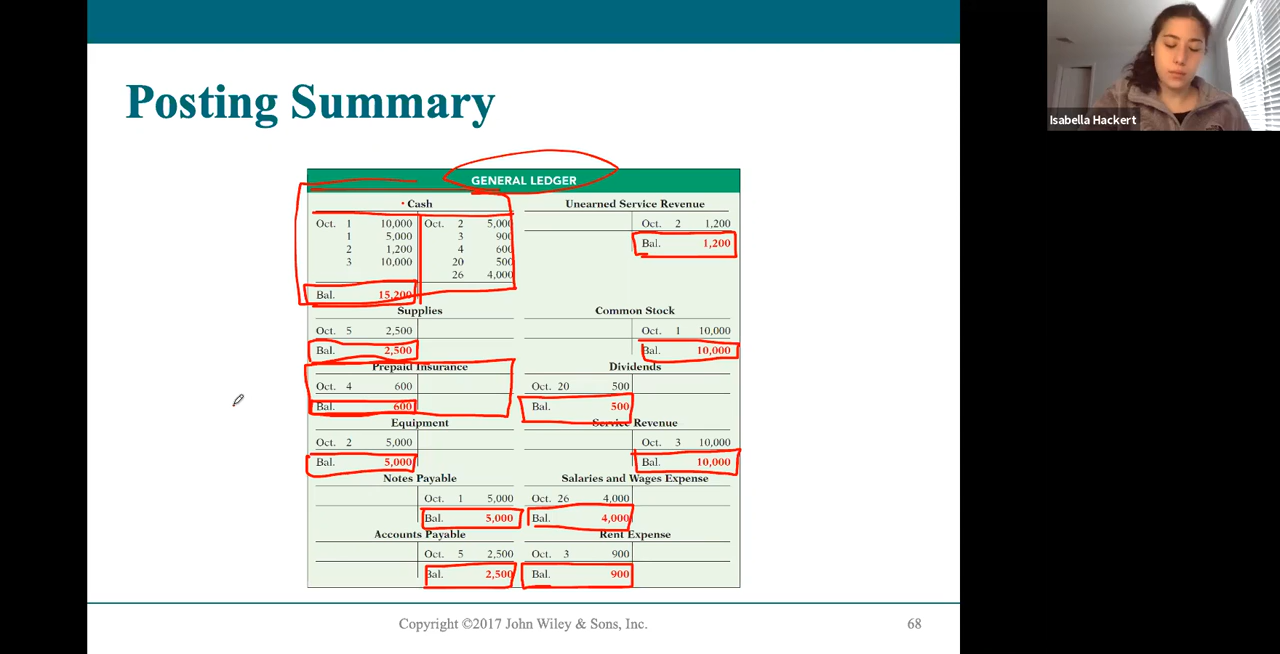 Posting Summary
Isabella Hackert
GENERAL LEDGER
Cash
Oct. 1 10,000 Oct. 2 5,000
1 5,000 3 900
2 1,200 4 600
3 10,000 20 500
26 4,000
Bal. 15,200
Supplies
Oct. 5 2,500
Bal. 2,500
Prepaid Insurance
Oct. 4 600
Bal. 600
Equipment
Oct. 2 5,000
Bal. 5,000
Notes Payable
Oct. 1 5,000
Bal. 5,000
Accounts Payable
Oct. 5 2,500
Bal. 2,500
Unearned Service Revenue
Oct. 2 1,200
Bal. 1,200
Common Stock
Oct. 1 10,000
Bal. 10,000
Dividends
Oct. 20 500
Bal. 500
Service Revenue
Oct. 3 10,000
Bal. 10,000
Salaries and Wages Expense
Oct. 26 4,000
Bal. 4,000
Rent Expense
Oct. 3 900
Bal. 900
Copyright ©2017 John Wiley & Sons, Inc.
68